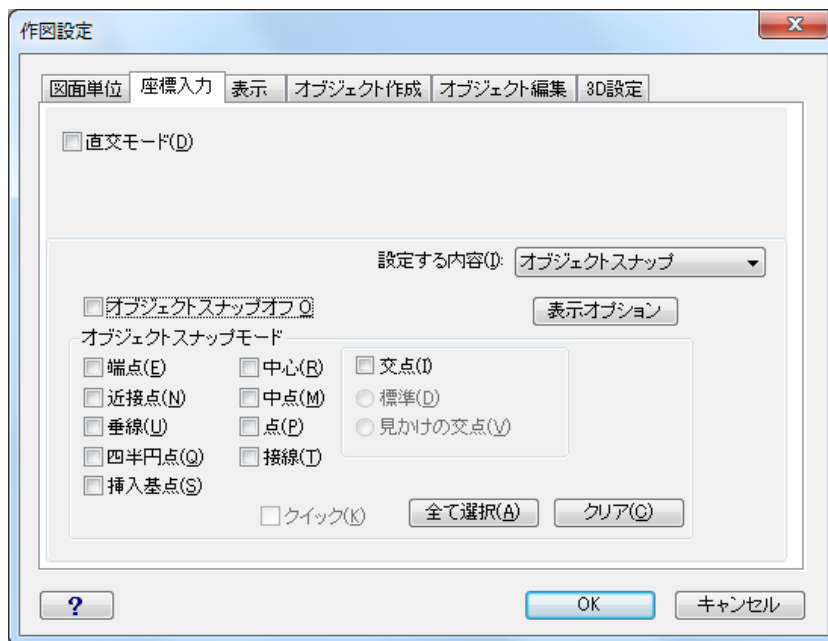 作図設定
図面単位 座標入力 表示 オブジェクト作成 オブジェクト編集 3D設定
直交モード(D)
設定する内容(I): オブジェクトスナップ
オブジェクトスナップオフ O
表示オプション
オブジェクトスナップモード
端点(E) 中心(R) 交点(I)
近接点(N) 中点(M) 標準(D)
垂線(U) 点(P) 見かけの交点(V)
四半円点(Q) 接線(T)
挿入基点(S)
クイック(K) 全て選択(A) クリア(C)
? OK キャンセル